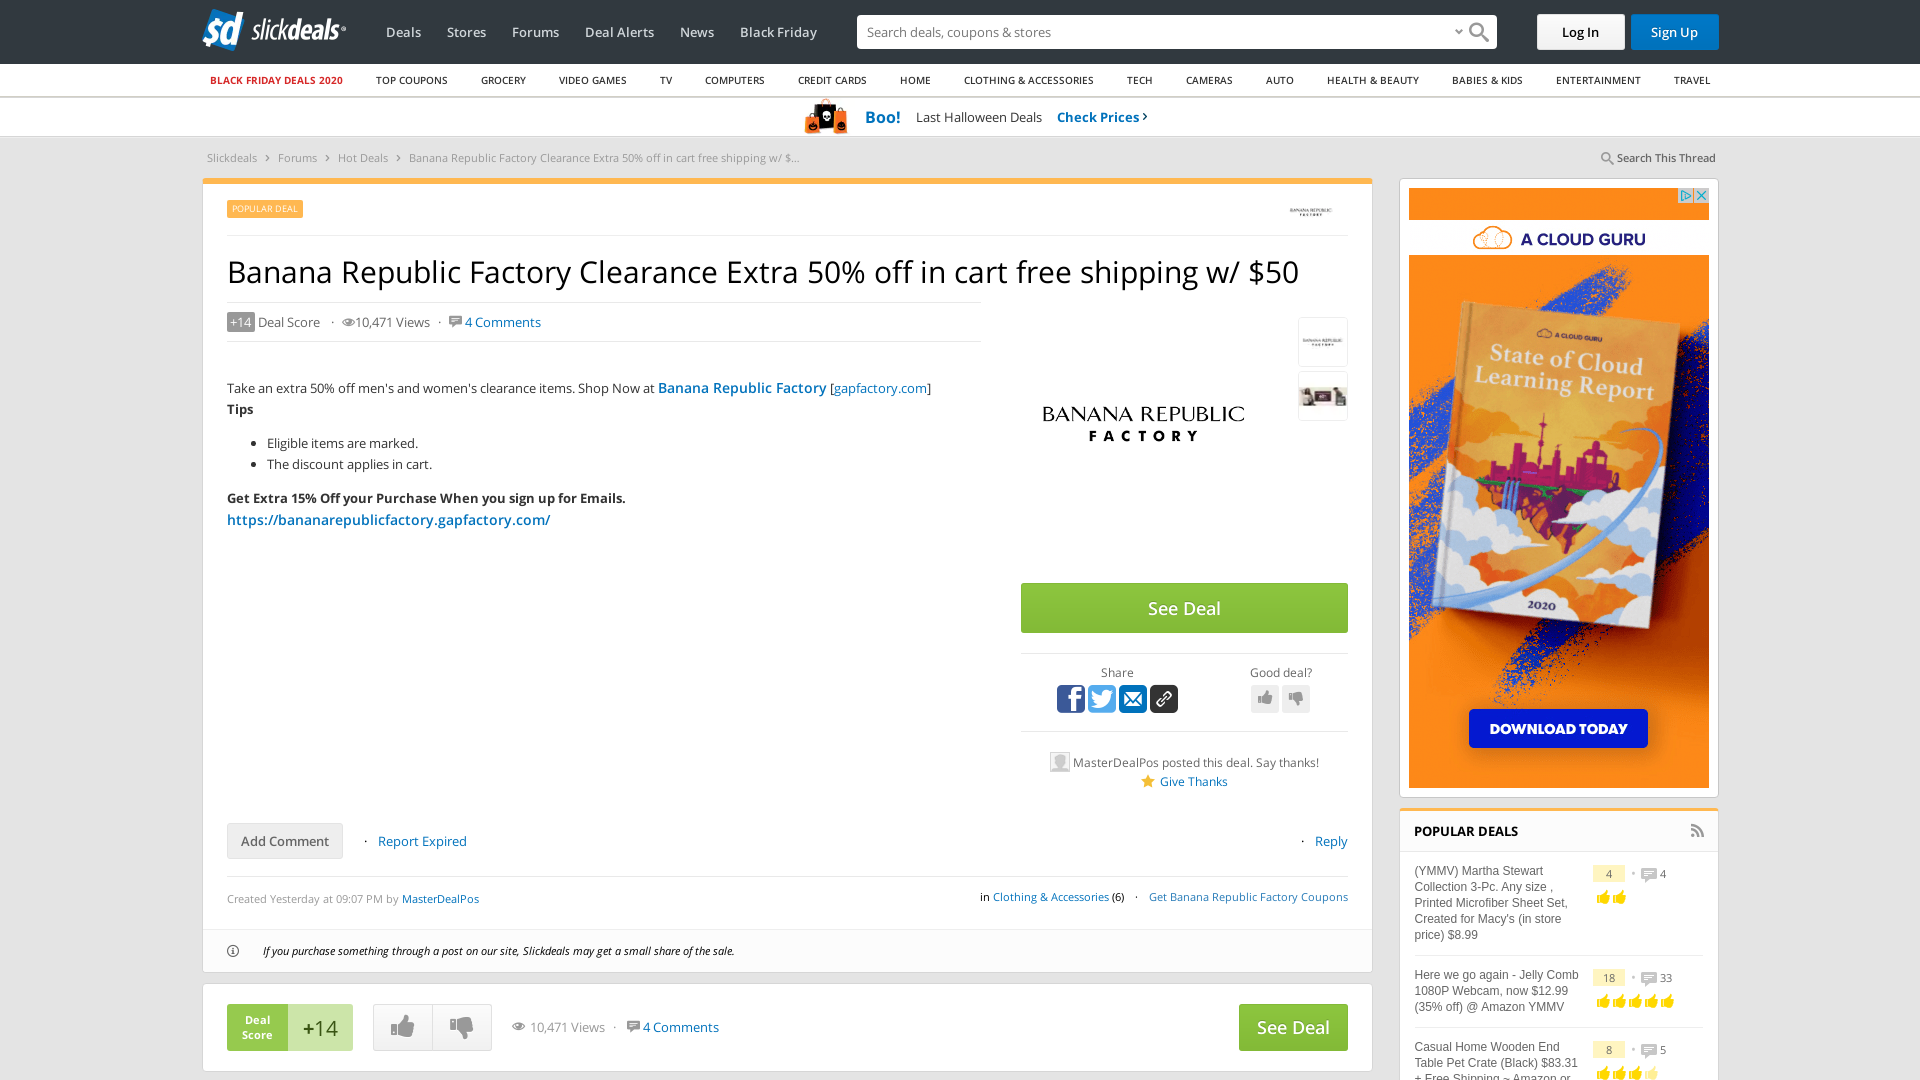 slickdeals
Deals
Stores
Forums
Deal Alerts
News
Black Friday
Search deals, coupons & stores
Log In
Sign Up
BLACK FRIDAY DEALS 2020
TOP COUPONS
GROCERY
VIDEO GAMES
TV
COMPUTERS
CREDIT CARDS
HOME
CLOTHING & ACCESSORIES
TECH
CAMERAS
AUTO
HEALTH & BEAUTY
BABIES & KIDS
ENTERTAINMENT
TRAVEL
Boo! Last Halloween Deals Check Prices ›
Slickdeals › Forums › Hot Deals › Banana Republic Factory Clearance Extra 50% off in cart free shipping w/ $...
Search This Thread
POPULAR DEAL
BANANA REPUBLIC
FACTORY
Banana Republic Factory Clearance Extra 50% off in cart free shipping w/ $50
+14 Deal Score · 10,471 Views · 4 Comments
Take an extra 50% off men's and women's clearance items. Shop Now at Banana Republic Factory [gapfactory.com]
Tips
• Eligible items are marked.
• The discount applies in cart.
Get Extra 15% Off your Purchase When you sign up for Emails.
https://bananarepublicfactory.gapfactory.com/
BANANA REPUBLIC
FACTORY
BANANA REPUBLIC
FACTORY
See Deal
Share
Good deal?
MasterDealPos posted this deal. Say thanks!
Give Thanks
Add Comment · Report Expired
· Reply
Created Yesterday at 09:07 PM by MasterDealPos
in Clothing & Accessories (6) · Get Banana Republic Factory Coupons
If you purchase something through a post on our site, Slickdeals may get a small share of the sale.
Deal
Score
+14
10,471 Views · 4 Comments
See Deal
A CLOUD GURU
A CLOUD GURU
State of Cloud
Learning Report
2020
DOWNLOAD TODAY
POPULAR DEALS
(YMMV) Martha Stewart
Collection 3-Pc. Any size ,
Printed Microfiber Sheet Set,
Created for Macy's (in store
price) $8.99
4 • 4
Here we go again - Jelly Comb
1080P Webcam, now $12.99
(35% off) @ Amazon YMMV
18 • 33
Casual Home Wooden End
Table Pet Crate (Black) $83.31
+ Free Shipping ~ Amazon or
8 • 5